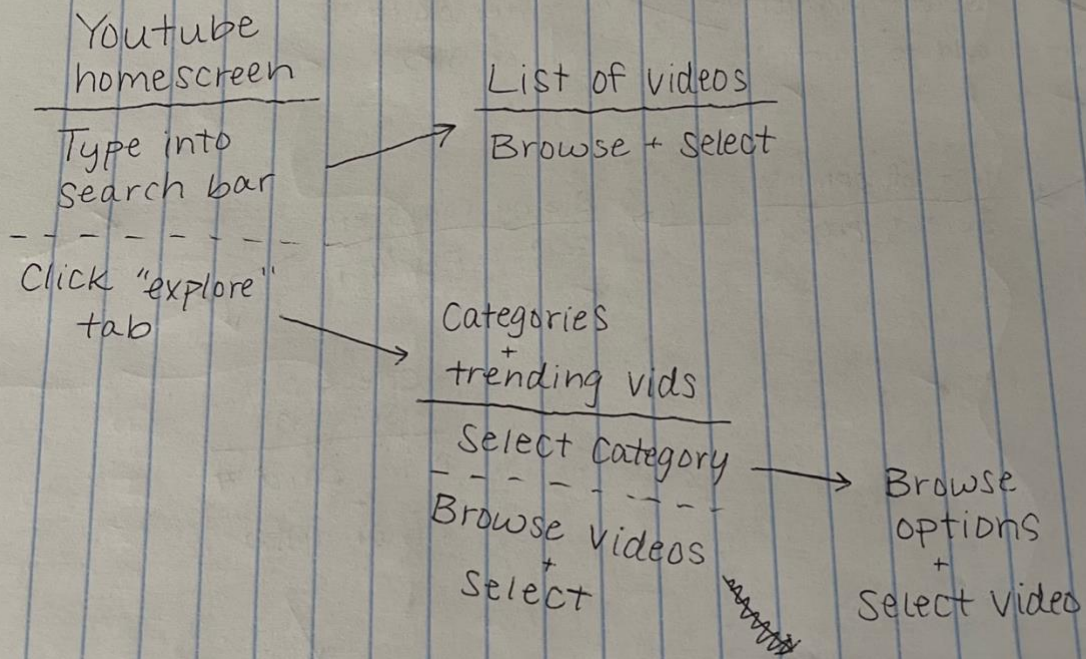 Youtube
homescreen
Type into
search bar
Click "explore"
tab
List of videos
Browse + select
Categories
+
trending vids
Select category
Browse videos
+
select
Browse
options
+
select video